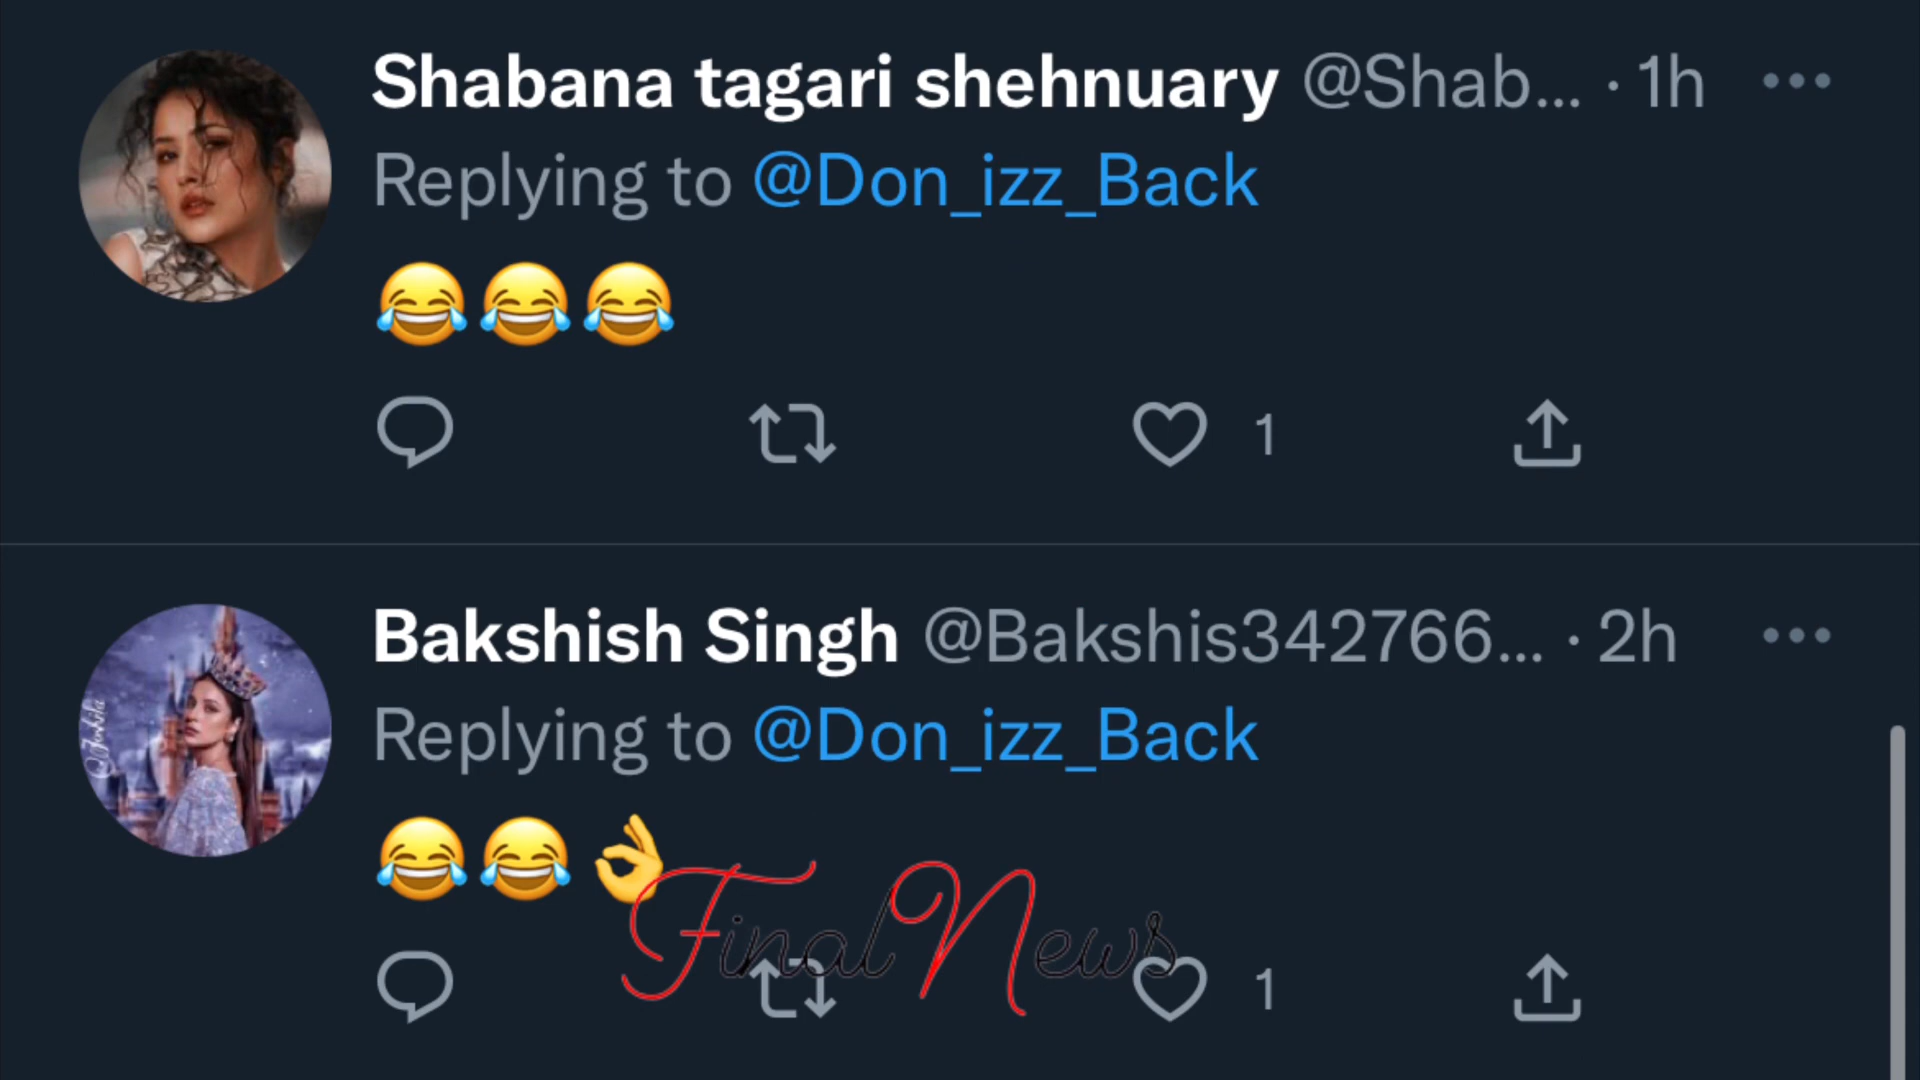 Shabana tagari shehnuary @Shab... · 1h
Replying to @Don_izz_Back
😂😂😂
1
Bakshish Singh @Bakshis342766... · 2h
Replying to @Don_izz_Back
😂😂👌
Final News
1